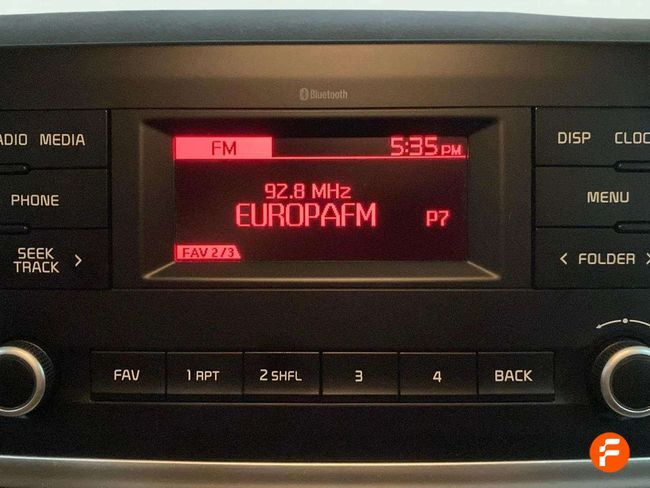 Bluetooth
RADIO MEDIA
FM 5:35 PM
DISP CLOC
PHONE
92.8 MHz
EUROPAFM P7
MENU
SEEK
TRACK >
FAV 2/3
< FOLDER >
FAV 1 RPT 2 SHFL 3 4 BACK